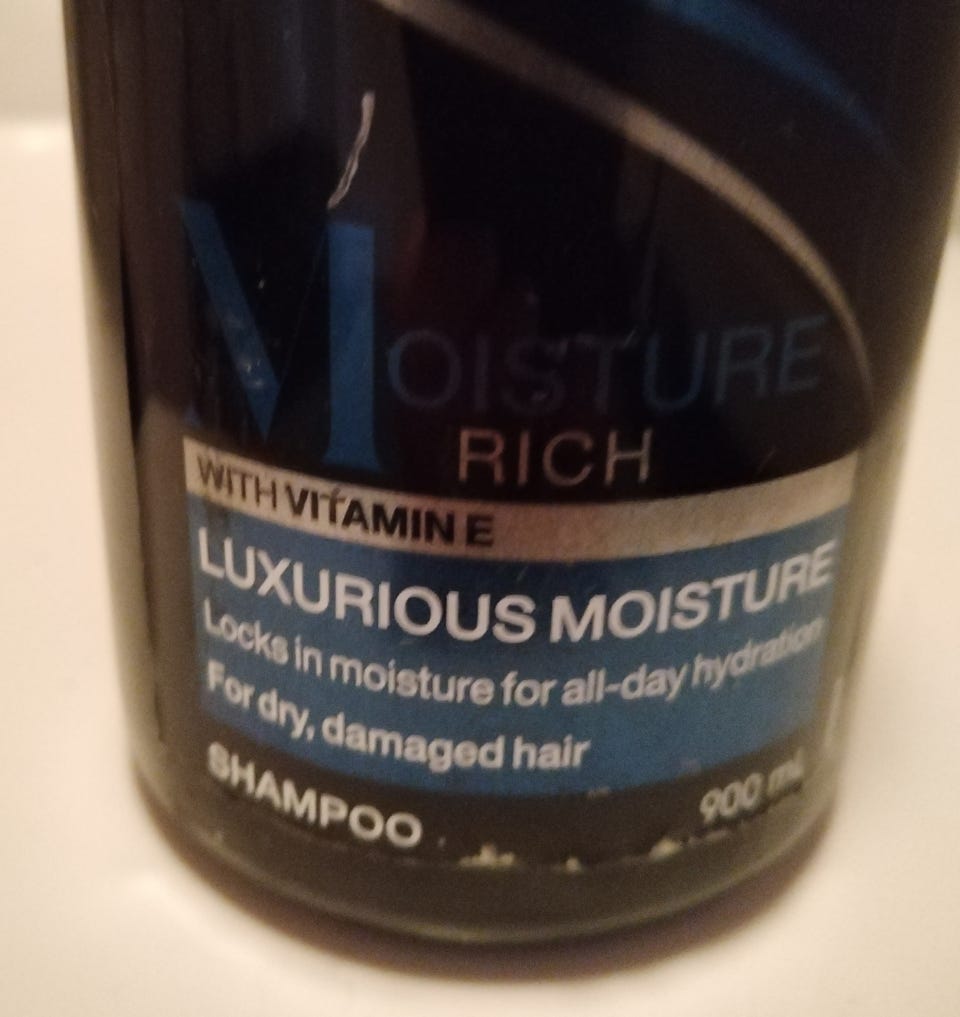 MOISTURE
RICH
WITH VITAMIN E
LUXURIOUS MOISTURE
Locks in moisture for all-day hydration
For dry, damaged hair
SHAMPOO
900 mL